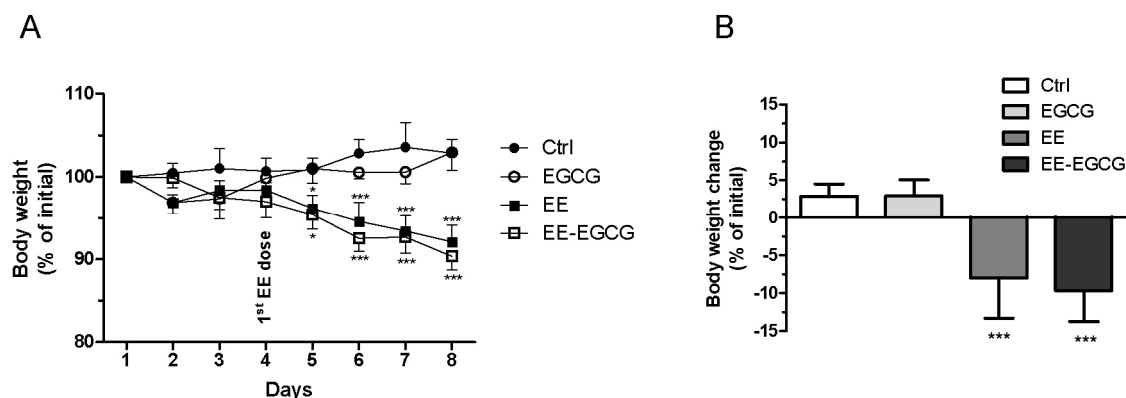 A
Body weight
(% of initial)
110
100
90
80
1 2 3 4 5 6 7 8
Days
1st EE dose
* *** *** ***
* *** *** ***
Ctrl
EGCG
EE
EE-EGCG
B
Body weight change
(% of initial)
15
10
5
0
-5
-10
-15
*** ***
Ctrl
EGCG
EE
EE-EGCG